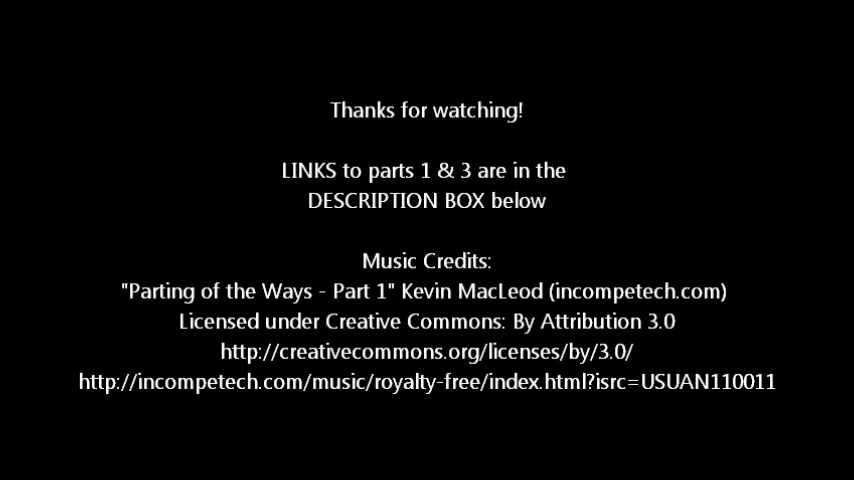 Thanks for watching!
LINKS to parts 1 & 3 are in the
DESCRIPTION BOX below
Music Credits:
"Parting of the Ways - Part 1" Kevin MacLeod (incompetech.com)
Licensed under Creative Commons: By Attribution 3.0
http://creativecommons.org/licenses/by/3.0/
http://incompetech.com/music/royalty-free/index.html?isrc=USUAN110011